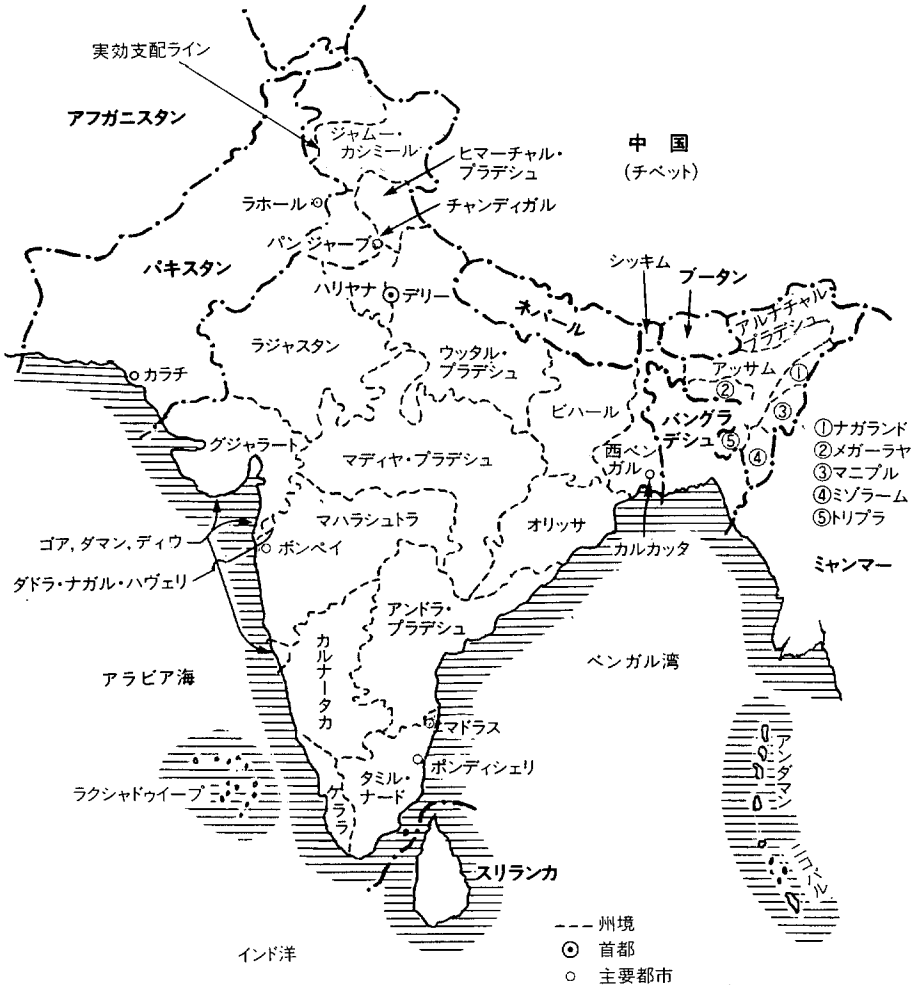 実効支配ライン
アフガニスタン
ジャムー・
カシミール
中 国
(チベット)
ヒマーチャル・
プラデシュ
ラホール
チャンディガル
パンジャーブ
パキスタン
シッキム
ブータン
ハリヤナ
デリー
ネパール
アルナチャル
プラデシュ
ラジャスタン
ウッタル・
プラデシュ
アッサム
カラチ
①
②
③
④
⑤
ビハール
バングラ
デシュ
グジャラート
マディヤ・プラデシュ
西ベン
ガル
①ナガランド
②メガーラヤ
③マニプル
④ミゾラーム
⑤トリプラ
マハラシュトラ
オリッサ
ゴア, ダマン, ディウ
ボンベイ
カルカッタ
ダドラ・ナガル・ハヴェリ
ミャンマー
アンドラ・
プラデシュ
カルナータカ
アラビア海
ベンガル湾
マドラス
ポンディシェリ
ラクシャドゥイープ
タミル・
ナード
ケララ
アンダマン
ニコバル
スリランカ
インド洋
州境
首都
主要都市